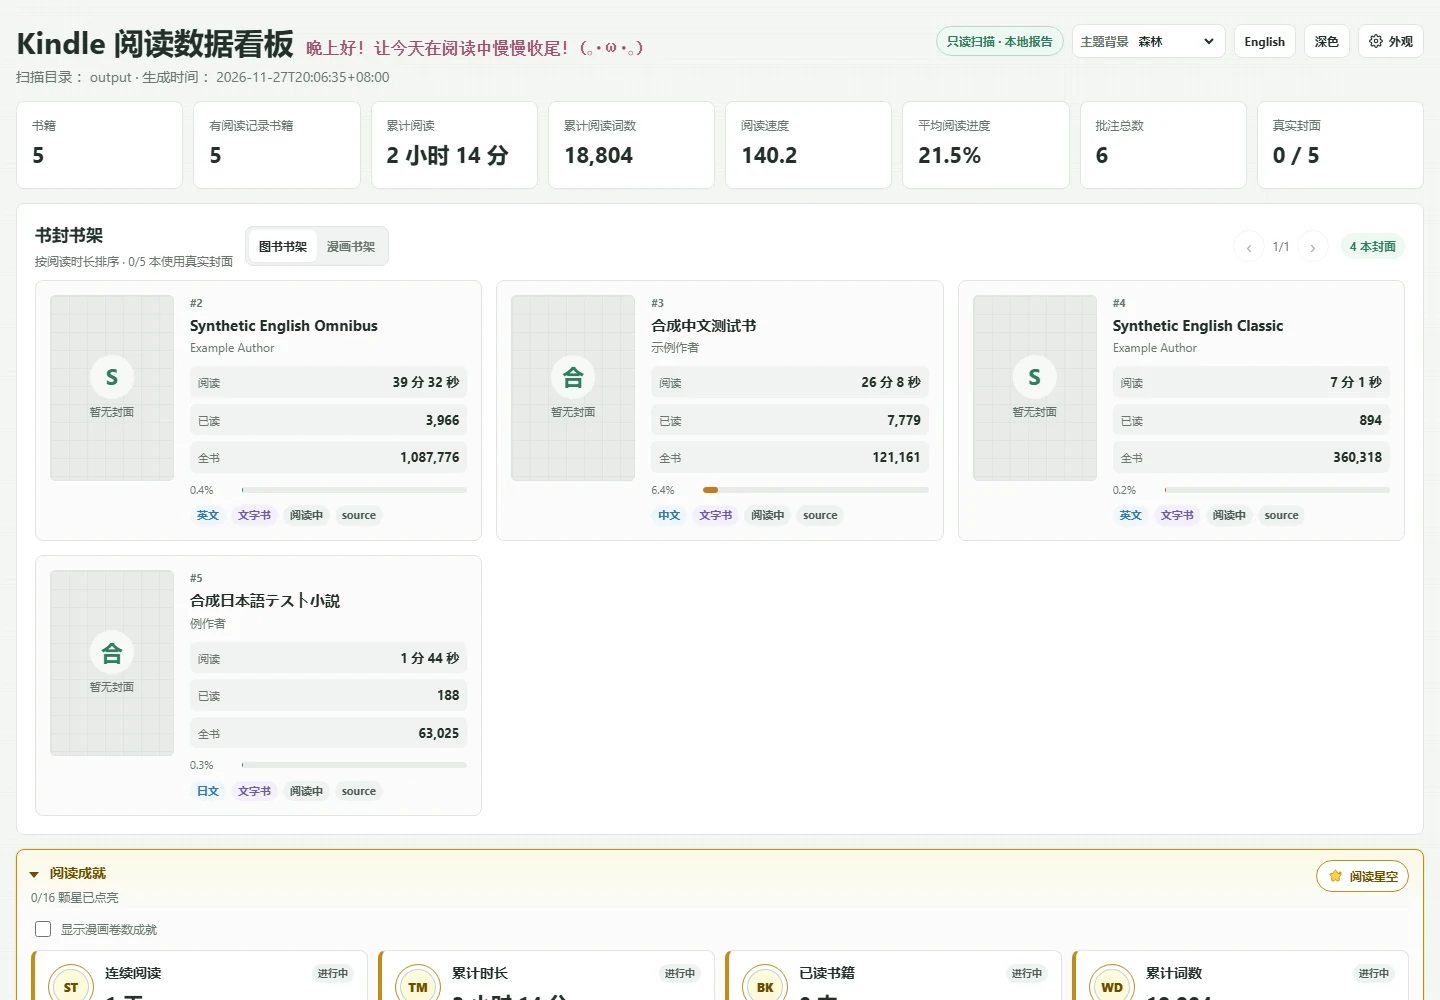 Kindle 阅读数据看板
晚上好！让今天在阅读中慢慢收尾！(｡･ω･｡)
只读扫描 · 本地报告
主题背景 森林
English
深色
外观
扫描目录： output · 生成时间： 2026-11-27T20:06:35+08:00
书籍
5
有阅读记录书籍
5
累计阅读
2 小时 14 分
累计阅读词数
18,804
阅读速度
140.2
平均阅读进度
21.5%
批注总数
6
真实封面
0 / 5
书封书架
按阅读时长排序 · 0/5 本使用真实封面
图书书架
漫画书架
‹
1/1
›
4 本封面
S
暂无封面
#2
Synthetic English Omnibus
Example Author
阅读 39 分 32 秒
已读 3,966
全书 1,087,776
0.4%
英文 文字书 阅读中 source
合
暂无封面
#3
合成中文测试书
示例作者
阅读 26 分 8 秒
已读 7,779
全书 121,161
6.4%
中文 文字书 阅读中 source
S
暂无封面
#4
Synthetic English Classic
Example Author
阅读 7 分 1 秒
已读 894
全书 360,318
0.2%
英文 文字书 阅读中 source
合
暂无封面
#5
合成日本語テスト小説
例作者
阅读 1 分 44 秒
已读 188
全书 63,025
0.3%
日文 文字书 阅读中 source
阅读成就
0/16 颗星已点亮
阅读星空
显示漫画卷数成就
ST
连续阅读
进行中
TM
累计时长
进行中
BK
已读书籍
进行中
WD
累计词数
进行中